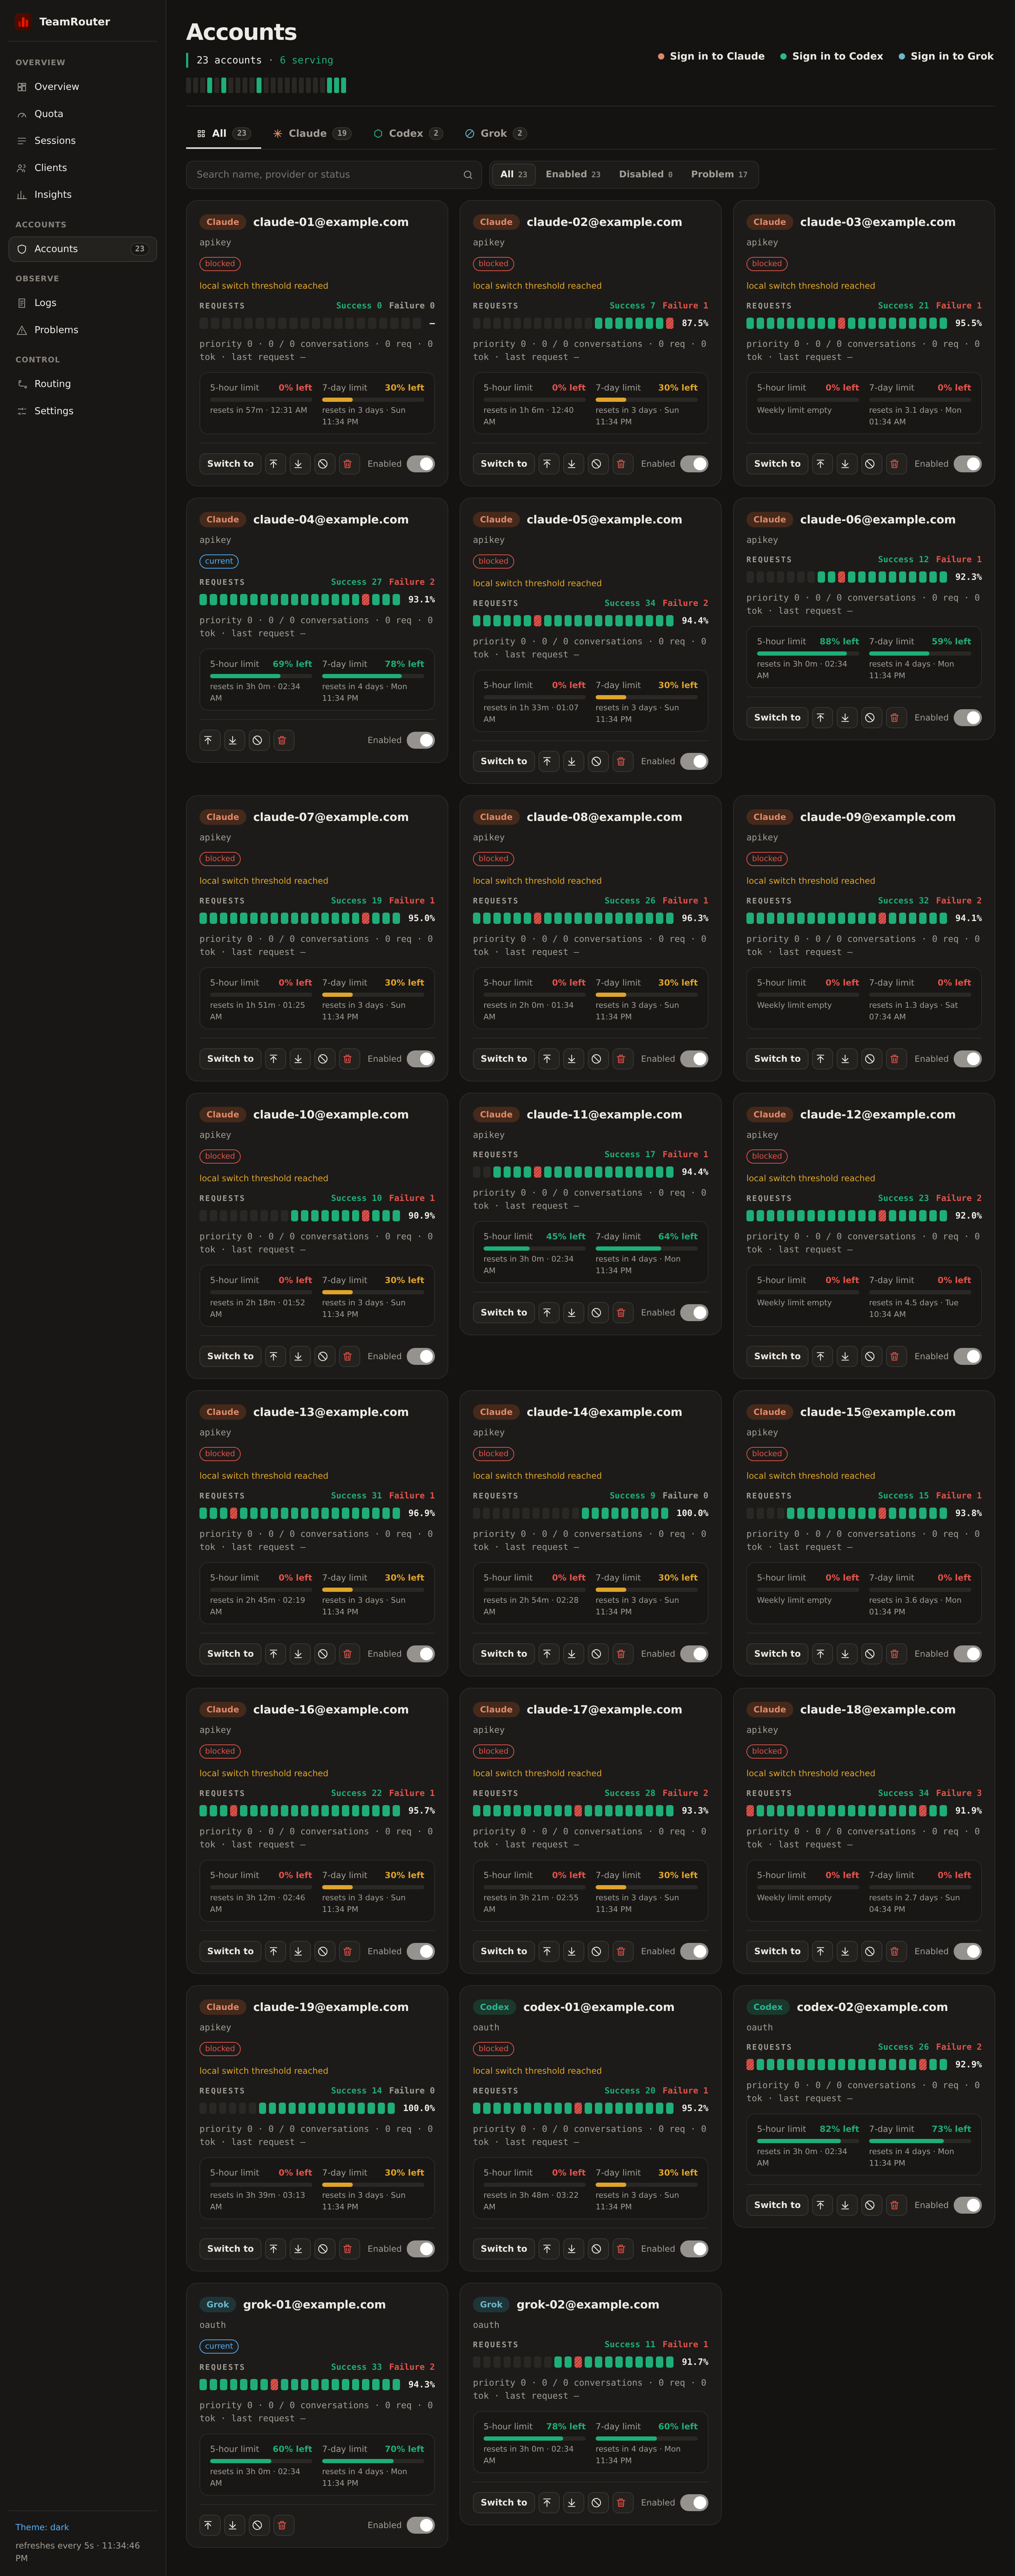 TeamRouter
OVERVIEW
Overview
Quota
Sessions
Clients
Insights
ACCOUNTS
Accounts 23
OBSERVE
Logs
Problems
CONTROL
Routing
Settings
Theme: dark
refreshes every 5s · 11:34:46
PM
Accounts
23 accounts · 6 serving
Sign in to Claude Sign in to Codex Sign in to Grok
All 23 Claude 19 Codex 2 Grok 2
Search name, provider or status
All 23 Enabled 23 Disabled 0 Problem 17
Claude claude-01@example.com
apikey
blocked
local switch threshold reached
REQUESTS Success 0 Failure 0
—
priority 0 · 0 / 0 conversations · 0 req · 0
tok · last request —
5-hour limit 0% left 7-day limit 30% left
resets in 57m · 12:31 AM
resets in 3 days · Sun
11:34 PM
Switch to Enabled
Claude claude-02@example.com
apikey
blocked
local switch threshold reached
REQUESTS Success 7 Failure 1
87.5%
priority 0 · 0 / 0 conversations · 0 req · 0
tok · last request —
5-hour limit 0% left 7-day limit 30% left
resets in 1h 6m · 12:40
AM
resets in 3 days · Sun
11:34 PM
Switch to Enabled
Claude claude-03@example.com
apikey
blocked
local switch threshold reached
REQUESTS Success 21 Failure 1
95.5%
priority 0 · 0 / 0 conversations · 0 req · 0
tok · last request —
5-hour limit 0% left 7-day limit 0% left
Weekly limit empty
resets in 3.1 days · Mon
01:34 AM
Switch to Enabled
Claude claude-04@example.com
apikey
current
REQUESTS Success 27 Failure 2
93.1%
priority 0 · 0 / 0 conversations · 0 req · 0
tok · last request —
5-hour limit 69% left 7-day limit 78% left
resets in 3h 0m · 02:34
AM
resets in 4 days · Mon
11:34 PM
Enabled
Claude claude-05@example.com
apikey
blocked
local switch threshold reached
REQUESTS Success 34 Failure 2
94.4%
priority 0 · 0 / 0 conversations · 0 req · 0
tok · last request —
5-hour limit 0% left 7-day limit 30% left
resets in 1h 33m · 01:07
AM
resets in 3 days · Sun
11:34 PM
Switch to Enabled
Claude claude-06@example.com
apikey
REQUESTS Success 12 Failure 1
92.3%
priority 0 · 0 / 0 conversations · 0 req · 0
tok · last request —
5-hour limit 88% left 7-day limit 59% left
resets in 3h 0m · 02:34
AM
resets in 4 days · Mon
11:34 PM
Switch to Enabled
Claude claude-07@example.com
apikey
blocked
local switch threshold reached
REQUESTS Success 19 Failure 1
95.0%
priority 0 · 0 / 0 conversations · 0 req · 0
tok · last request —
5-hour limit 0% left 7-day limit 30% left
resets in 1h 51m · 01:25
AM
resets in 3 days · Sun
11:34 PM
Switch to Enabled
Claude claude-08@example.com
apikey
blocked
local switch threshold reached
REQUESTS Success 26 Failure 1
96.3%
priority 0 · 0 / 0 conversations · 0 req · 0
tok · last request —
5-hour limit 0% left 7-day limit 30% left
resets in 2h 0m · 01:34
AM
resets in 3 days · Sun
11:34 PM
Switch to Enabled
Claude claude-09@example.com
apikey
blocked
local switch threshold reached
REQUESTS Success 32 Failure 2
94.1%
priority 0 · 0 / 0 conversations · 0 req · 0
tok · last request —
5-hour limit 0% left 7-day limit 0% left
Weekly limit empty
resets in 1.3 days · Sat
07:34 AM
Switch to Enabled
Claude claude-10@example.com
apikey
blocked
local switch threshold reached
REQUESTS Success 10 Failure 1
90.9%
priority 0 · 0 / 0 conversations · 0 req · 0
tok · last request —
5-hour limit 0% left 7-day limit 30% left
resets in 2h 18m · 01:52
AM
resets in 3 days · Sun
11:34 PM
Switch to Enabled
Claude claude-11@example.com
apikey
REQUESTS Success 17 Failure 1
94.4%
priority 0 · 0 / 0 conversations · 0 req · 0
tok · last request —
5-hour limit 45% left 7-day limit 64% left
resets in 3h 0m · 02:34
AM
resets in 4 days · Mon
11:34 PM
Switch to Enabled
Claude claude-12@example.com
apikey
blocked
local switch threshold reached
REQUESTS Success 23 Failure 2
92.0%
priority 0 · 0 / 0 conversations · 0 req · 0
tok · last request —
5-hour limit 0% left 7-day limit 0% left
Weekly limit empty
resets in 4.5 days · Tue
10:34 AM
Switch to Enabled
Claude claude-13@example.com
apikey
blocked
local switch threshold reached
REQUESTS Success 31 Failure 1
96.9%
priority 0 · 0 / 0 conversations · 0 req · 0
tok · last request —
5-hour limit 0% left 7-day limit 30% left
resets in 2h 45m · 02:19
AM
resets in 3 days · Sun
11:34 PM
Switch to Enabled
Claude claude-14@example.com
apikey
blocked
local switch threshold reached
REQUESTS Success 9 Failure 0
100.0%
priority 0 · 0 / 0 conversations · 0 req · 0
tok · last request —
5-hour limit 0% left 7-day limit 30% left
resets in 2h 54m · 02:28
AM
resets in 3 days · Sun
11:34 PM
Switch to Enabled
Claude claude-15@example.com
apikey
blocked
local switch threshold reached
REQUESTS Success 15 Failure 1
93.8%
priority 0 · 0 / 0 conversations · 0 req · 0
tok · last request —
5-hour limit 0% left 7-day limit 0% left
Weekly limit empty
resets in 3.6 days · Mon
01:34 PM
Switch to Enabled
Claude claude-16@example.com
apikey
blocked
local switch threshold reached
REQUESTS Success 22 Failure 1
95.7%
priority 0 · 0 / 0 conversations · 0 req · 0
tok · last request —
5-hour limit 0% left 7-day limit 30% left
resets in 3h 12m · 02:46
AM
resets in 3 days · Sun
11:34 PM
Switch to Enabled
Claude claude-17@example.com
apikey
blocked
local switch threshold reached
REQUESTS Success 28 Failure 2
93.3%
priority 0 · 0 / 0 conversations · 0 req · 0
tok · last request —
5-hour limit 0% left 7-day limit 30% left
resets in 3h 21m · 02:55
AM
resets in 3 days · Sun
11:34 PM
Switch to Enabled
Claude claude-18@example.com
apikey
blocked
local switch threshold reached
REQUESTS Success 34 Failure 3
91.9%
priority 0 · 0 / 0 conversations · 0 req · 0
tok · last request —
5-hour limit 0% left 7-day limit 0% left
Weekly limit empty
resets in 2.7 days · Sun
04:34 PM
Switch to Enabled
Claude claude-19@example.com
apikey
blocked
local switch threshold reached
REQUESTS Success 14 Failure 0
100.0%
priority 0 · 0 / 0 conversations · 0 req · 0
tok · last request —
5-hour limit 0% left 7-day limit 30% left
resets in 3h 39m · 03:13
AM
resets in 3 days · Sun
11:34 PM
Switch to Enabled
Codex codex-01@example.com
oauth
blocked
local switch threshold reached
REQUESTS Success 20 Failure 1
95.2%
priority 0 · 0 / 0 conversations · 0 req · 0
tok · last request —
5-hour limit 0% left 7-day limit 30% left
resets in 3h 48m · 03:22
AM
resets in 3 days · Sun
11:34 PM
Switch to Enabled
Codex codex-02@example.com
oauth
REQUESTS Success 26 Failure 2
92.9%
priority 0 · 0 / 0 conversations · 0 req · 0
tok · last request —
5-hour limit 82% left 7-day limit 73% left
resets in 3h 0m · 02:34
AM
resets in 4 days · Mon
11:34 PM
Switch to Enabled
Grok grok-01@example.com
oauth
current
REQUESTS Success 33 Failure 2
94.3%
priority 0 · 0 / 0 conversations · 0 req · 0
tok · last request —
5-hour limit 60% left 7-day limit 70% left
resets in 3h 0m · 02:34
AM
resets in 4 days · Mon
11:34 PM
Enabled
Grok grok-02@example.com
oauth
REQUESTS Success 11 Failure 1
91.7%
priority 0 · 0 / 0 conversations · 0 req · 0
tok · last request —
5-hour limit 78% left 7-day limit 60% left
resets in 3h 0m · 02:34
AM
resets in 4 days · Mon
11:34 PM
Switch to Enabled